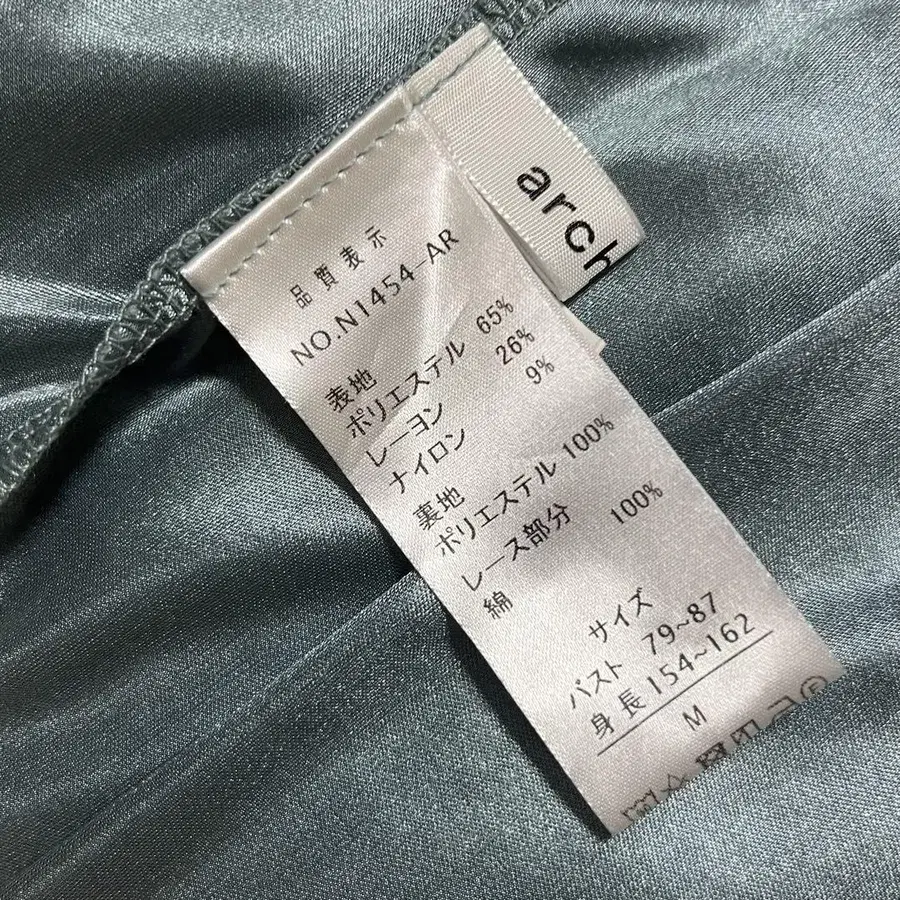 arch
品質表示
NO.N1454_AR
表地
ポリエステル 65%
レーヨン 26%
ナイロン 9%
裏地
ポリエステル 100%
レース部分
綿 100%
サイズ
バスト 79~87
身長 154~162
M